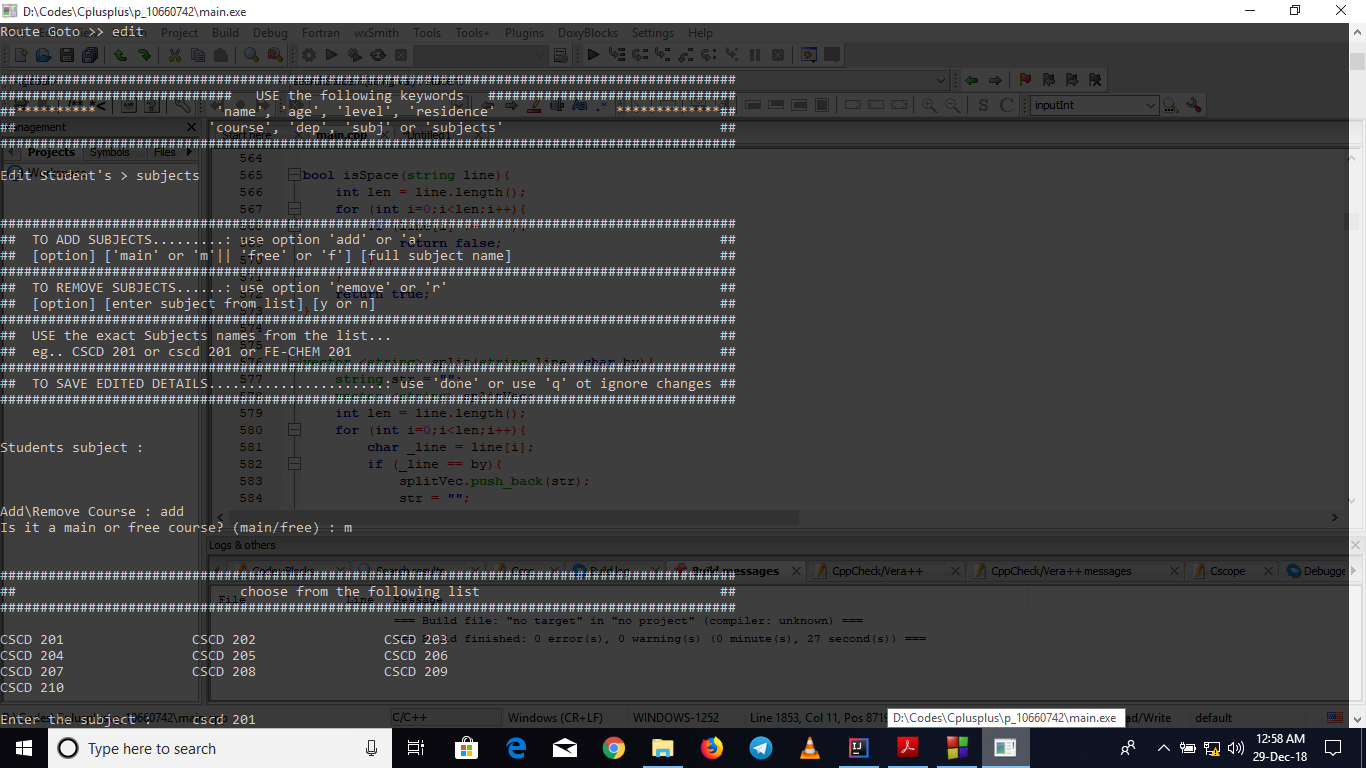 D:\Codes\Cplusplus\p_10660742\main.exe
Route Goto >> edit
Project Build Debug Fortran wxSmith Tools Tools+ Plugins DoxyBlocks Settings Help
############################################################################################
############################# USE the following keywords ##################################
##*********** 'name', 'age', 'level', 'residence' *************##
inputInt
## 'course', 'dep', 'subj' or 'subjects' ##
Management
Start here main.cpp Untitled1
############################################################################################
Projects Symbols Files
564
Edit Student's > subjects
565 bool isSpace(string line){
566 int len = line.length();
567 for (int i=0;i<len;i++){
############################################################################################
## TO ADD SUBJECTS.........: use option 'add' or 'a' ##
return false;
## [option] ['main' or 'm'|| 'free' or 'f'] [full subject name] ##
############################################################################################
## TO REMOVE SUBJECTS......: use option 'remove' or 'r' ##
return true;
## [option] [enter subject from list] [y or n] ##
############################################################################################
## USE the exact Subjects names from the list... ##
## eg.. CSCD 201 or cscd 201 or FE-CHEM 201 ##
vector <string> split(string line, char by){
############################################################################################
577 string str = "";
## TO SAVE EDITED DETAILS......................: use 'done' or use 'q' ot ignore changes ##
############################################################################################
579 int len = line.length();
580 for (int i=0;i<len;i++){
581 char _line = line[i];
Students subject :
582 if (_line == by){
583 splitVec.push_back(str);
584 str = "";
Add\Remove Course : add
Is it a main or free course? (main/free) : m
Logs & others
Code::Blocks Search results Cccc Build log Build messages CppCheck/Vera++ CppCheck/Vera++ messages Cscope Debugge
############################################################################################
## choose from the following list ##
File Line Message
############################################################################################
=== Build file: "no target" in "no project" (compiler: unknown) ===
=== Build finished: 0 error(s), 0 warning(s) (0 minute(s), 27 second(s)) ===
CSCD 201 CSCD 202 CSCD 203
CSCD 204 CSCD 205 CSCD 206
CSCD 207 CSCD 208 CSCD 209
CSCD 210
Enter the subject : cscd 201
C/C++ Windows (CR+LF) WINDOWS-1252 Line 1853, Col 11, Pos 8719 ad/Write default
D:\Codes\Cplusplus\p_10660742\main.exe
Type here to search
12:58 AM
29-Dec-18